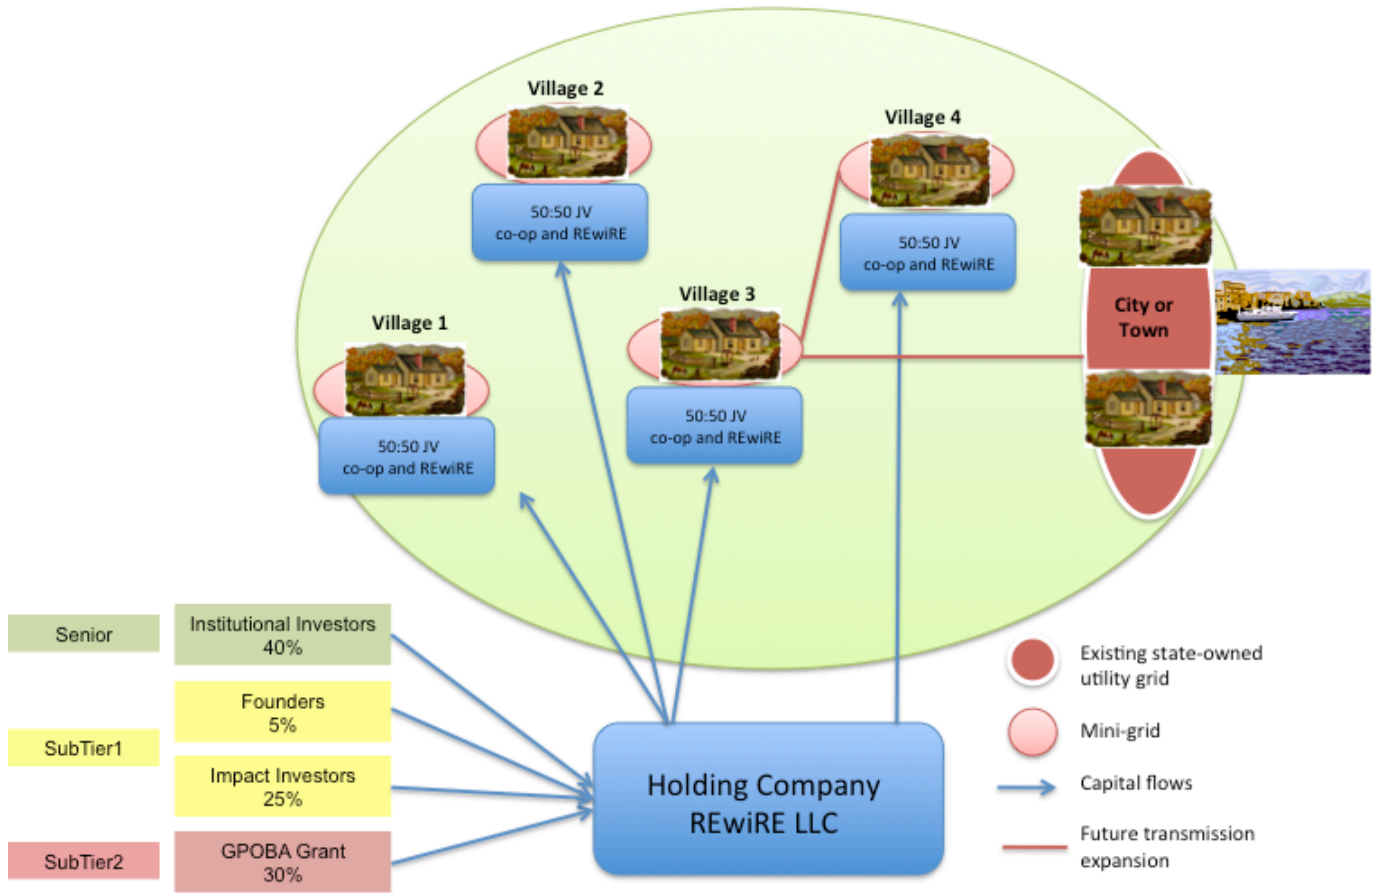 Village 2
50:50 JV
co-op and REwiRE
Village 4
50:50 JV
co-op and REwiRE
Village 3
50:50 JV
co-op and REwiRE
Village 1
50:50 JV
co-op and REwiRE
City or
Town
Senior
Institutional Investors
40%
Founders
5%
SubTier1
Impact Investors
25%
SubTier2
GPOBA Grant
30%
Holding Company
REwiRE LLC
Existing state-owned
utility grid
Mini-grid
Capital flows
Future transmission
expansion